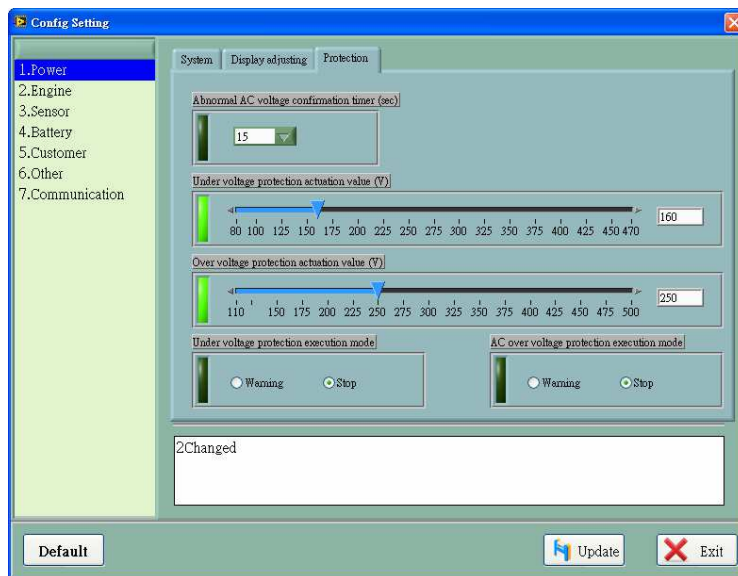 Config Setting
1.Power
2.Engine
3.Sensor
4.Battery
5.Customer
6.Other
7.Communication
System Display adjusting Protection
Abnormal AC voltage confirmation timer (sec)
15
Under voltage protection actuation value (V)
160
80 100 125 150 175 200 225 250 275 300 325 350 375 400 425 450 470
Over voltage protection actuation value (V)
250
110 150 175 200 225 250 275 300 325 350 375 400 425 450 475 500
Under voltage protection execution mode
Warning Stop
AC over voltage protection execution mode
Warning Stop
2Changed
Default Update Exit